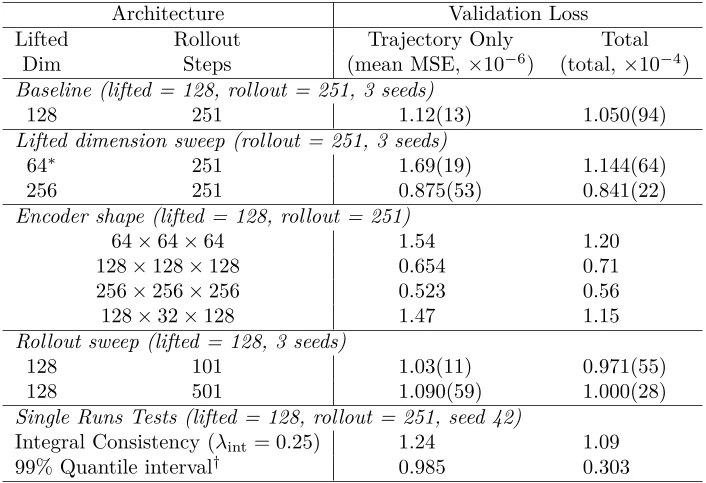 Architecture Validation Loss
Lifted Rollout Trajectory Only Total
Dim Steps (mean MSE, ×10⁻⁶) (total, ×10⁻⁴)
Baseline (lifted = 128, rollout = 251, 3 seeds)
128 251 1.12(13) 1.050(94)
Lifted dimension sweep (rollout = 251, 3 seeds)
64* 251 1.69(19) 1.144(64)
256 251 0.875(53) 0.841(22)
Encoder shape (lifted = 128, rollout = 251)
64 × 64 × 64 1.54 1.20
128 × 128 × 128 0.654 0.71
256 × 256 × 256 0.523 0.56
128 × 32 × 128 1.47 1.15
Rollout sweep (lifted = 128, 3 seeds)
128 101 1.03(11) 0.971(55)
128 501 1.090(59) 1.000(28)
Single Runs Tests (lifted = 128, rollout = 251, seed 42)
Integral Consistency (λint = 0.25) 1.24 1.09
99% Quantile interval† 0.985 0.303